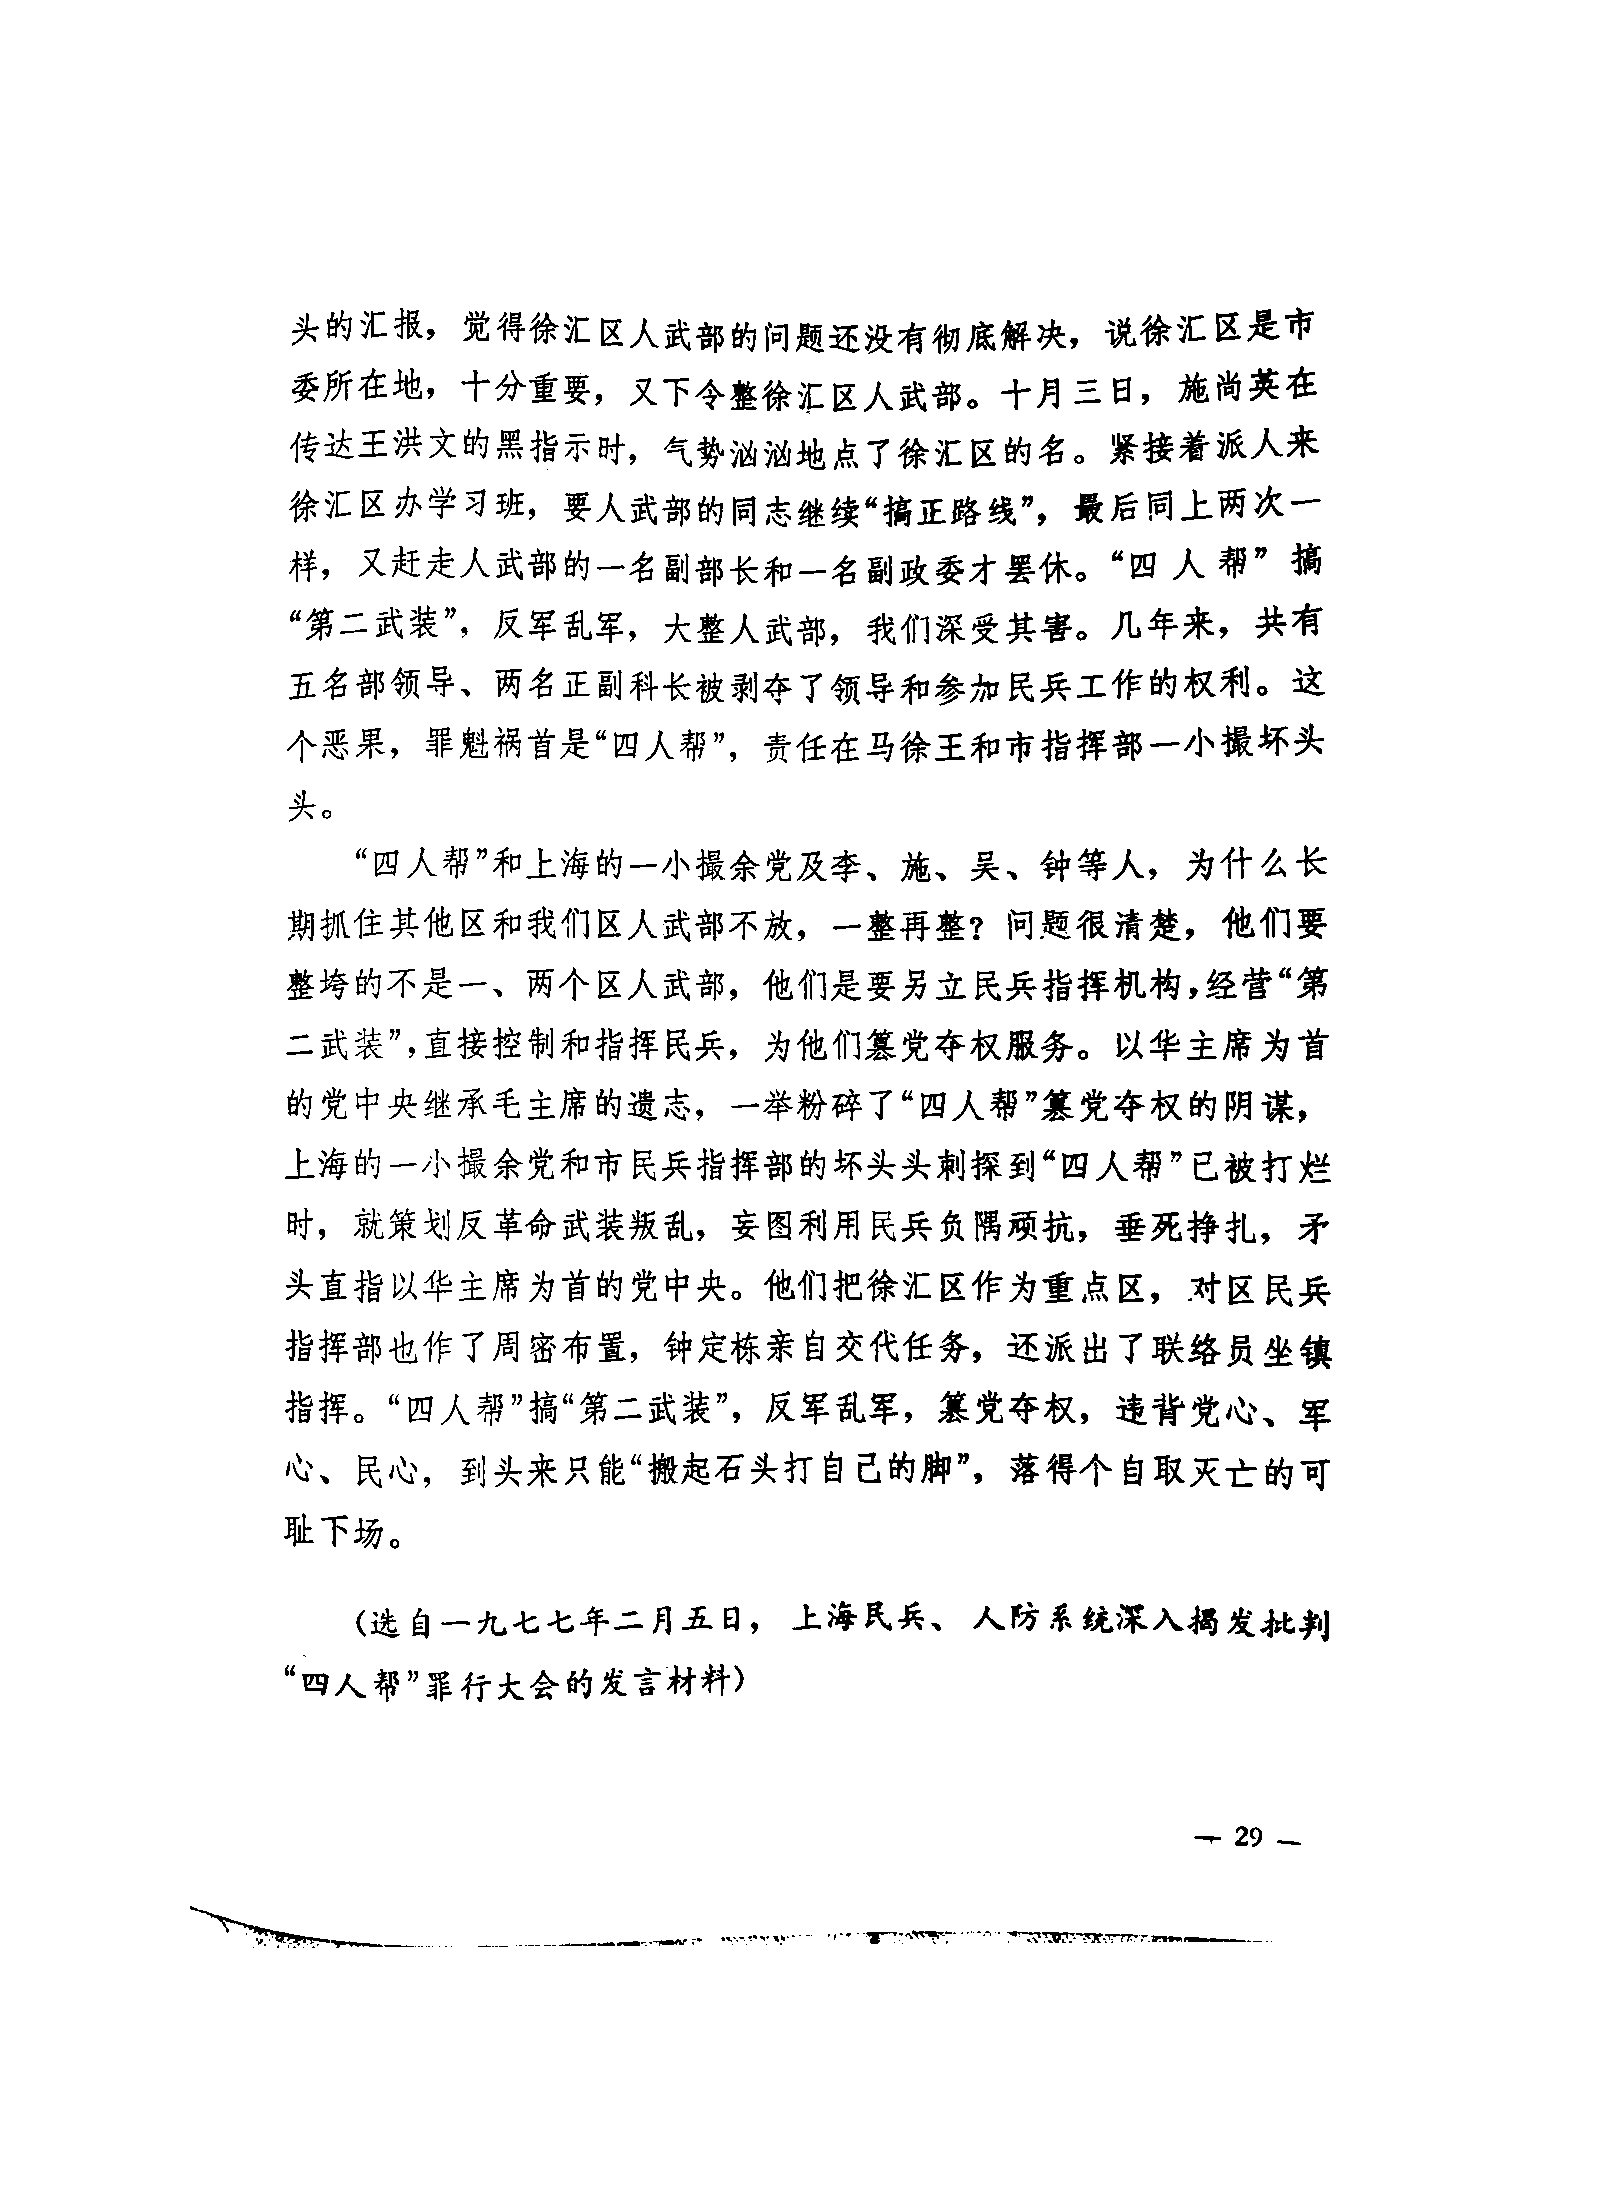 头的汇报，觉得徐汇区人武部的问题还没有彻底解决，说徐汇区是市
委所在地，十分重要，又下令整徐汇区人武部。十月三日，施尚英在
传达王洪文的黑指示时，气势汹汹地点了徐汇区的名。紧接着派人来
徐汇区办学习班，要人武部的同志继续“搞正路线”，最后同上两次一
样，又赶走人武部的一名副部长和一名副政委才罢休。“四人帮”搞
“第二武装”，反军乱军，大整人武部，我们深受其害。几年来，共有
五名部领导、两名正副科长被剥夺了领导和参加民兵工作的权利。这
个恶果，罪魁祸首是“四人帮”，责任在马徐王和市指挥部一小撮坏头
头。
“四人帮”和上海的一小撮余党及李、施、吴、钟等人，为什么长
期抓住其他区和我们区人武部不放，一整再整？问题很清楚，他们要
整垮的不是一、两个区人武部，他们是要另立民兵指挥机构，经营“第
二武装”，直接控制和指挥民兵，为他们篡党夺权服务。以华主席为首
的党中央继承毛主席的遗志，一举粉碎了“四人帮”篡党夺权的阴谋，
上海的一小撮余党和市民兵指挥部的坏头头刺探到“四人帮”已被打烂
时，就策划反革命武装叛乱，妄图利用民兵负隅顽抗，垂死挣扎，矛
头直指以华主席为首的党中央。他们把徐汇区作为重点区，对区民兵
指挥部也作了周密布置，钟定栋亲自交代任务，还派出了联络员坐镇
指挥。“四人帮”搞“第二武装”，反军乱军，篡党夺权，违背党心、军
心、民心，到头来只能“搬起石头打自己的脚”，落得个自取灭亡的可
耻下场。
（选自一九七七年二月五日，上海民兵、人防系统深入揭发批判
“四人帮”罪行大会的发言材料）
— 29 —